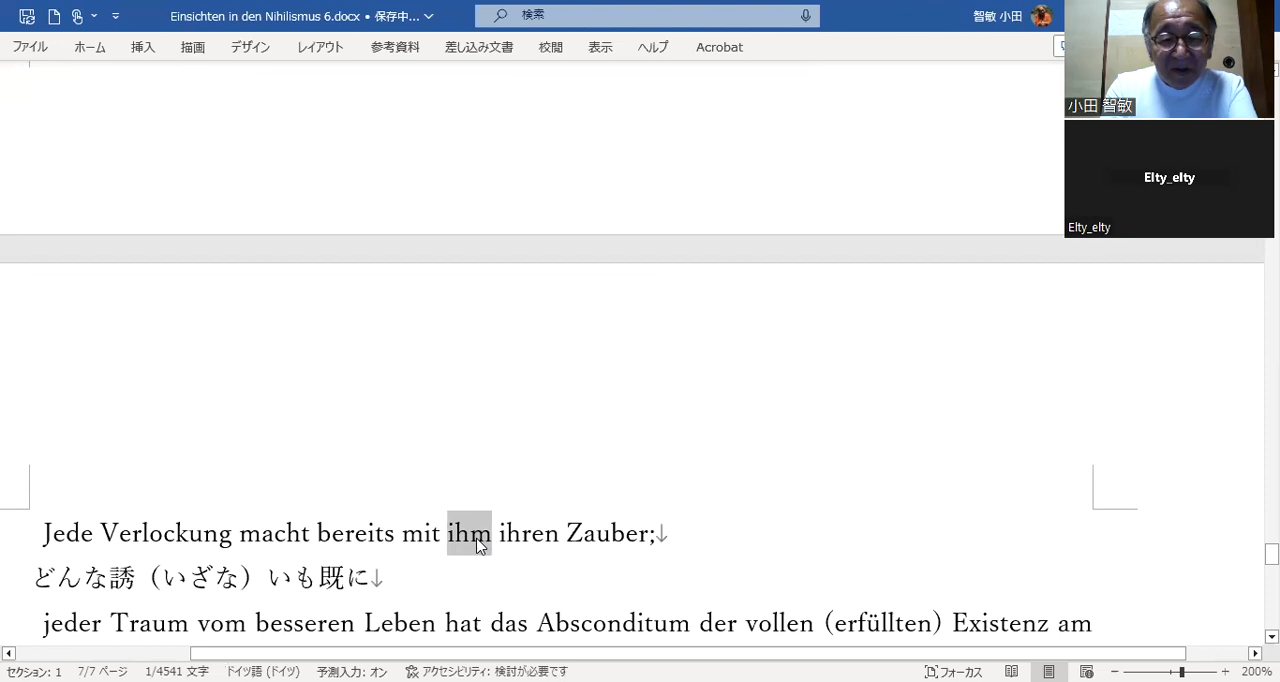 Einsichten in den Nihilismus 6.docx • 保存中...
検索
智敏 小田
ファイル ホーム 挿入 描画 デザイン レイアウト 参考資料 差し込み文書 校閲 表示 ヘルプ Acrobat
小田 智敏
Elty_elty
Elty_elty
Jede Verlockung macht bereits mit ihm ihren Zauber;↓
どんな誘（いざな）いも既に↓
jeder Traum vom besseren Leben hat das Absconditum der vollen (erfüllten) Existenz am
セクション: 1 7/7 ページ 1/4541 文字 ドイツ語 (ドイツ) 予測入力: オン アクセシビリティ: 検討が必要です フォーカス 200%